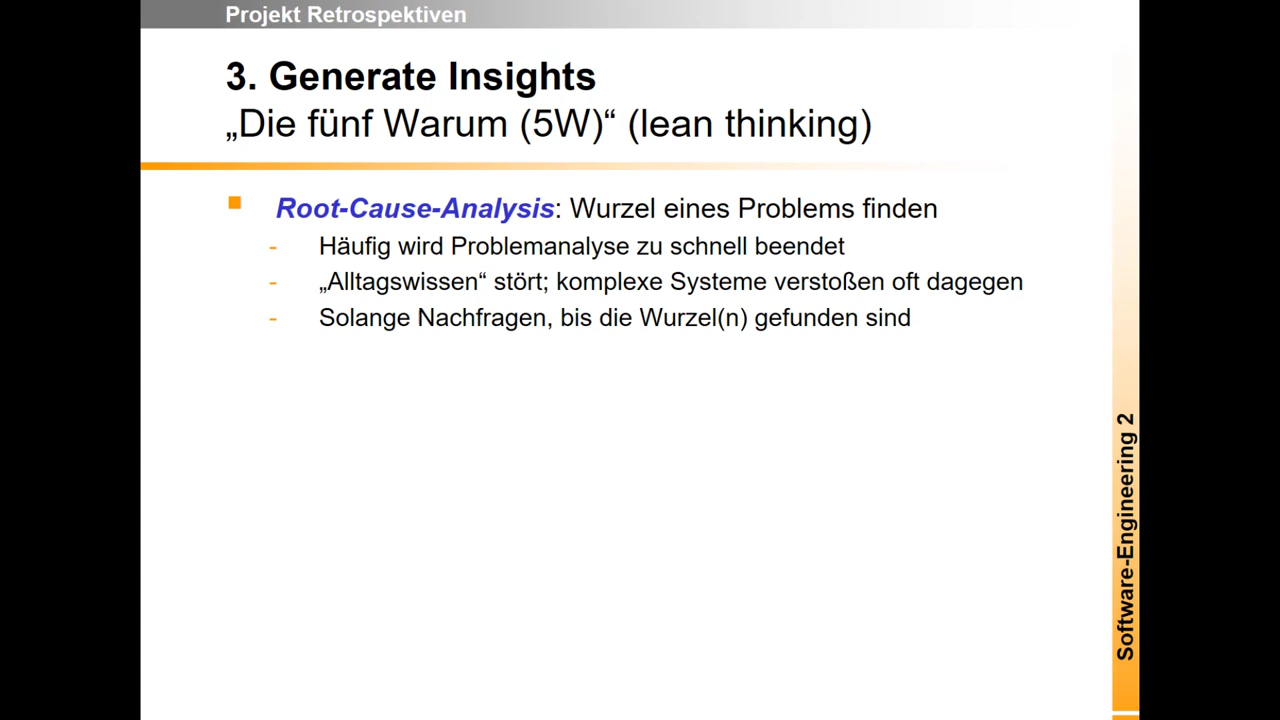 Projekt Retrospektiven
3. Generate Insights
„Die fünf Warum (5W)“ (lean thinking)
Root-Cause-Analysis: Wurzel eines Problems finden
- Häufig wird Problemanalyse zu schnell beendet
- „Alltagswissen“ stört; komplexe Systeme verstoßen oft dagegen
- Solange Nachfragen, bis die Wurzel(n) gefunden sind
Software-Engineering 2